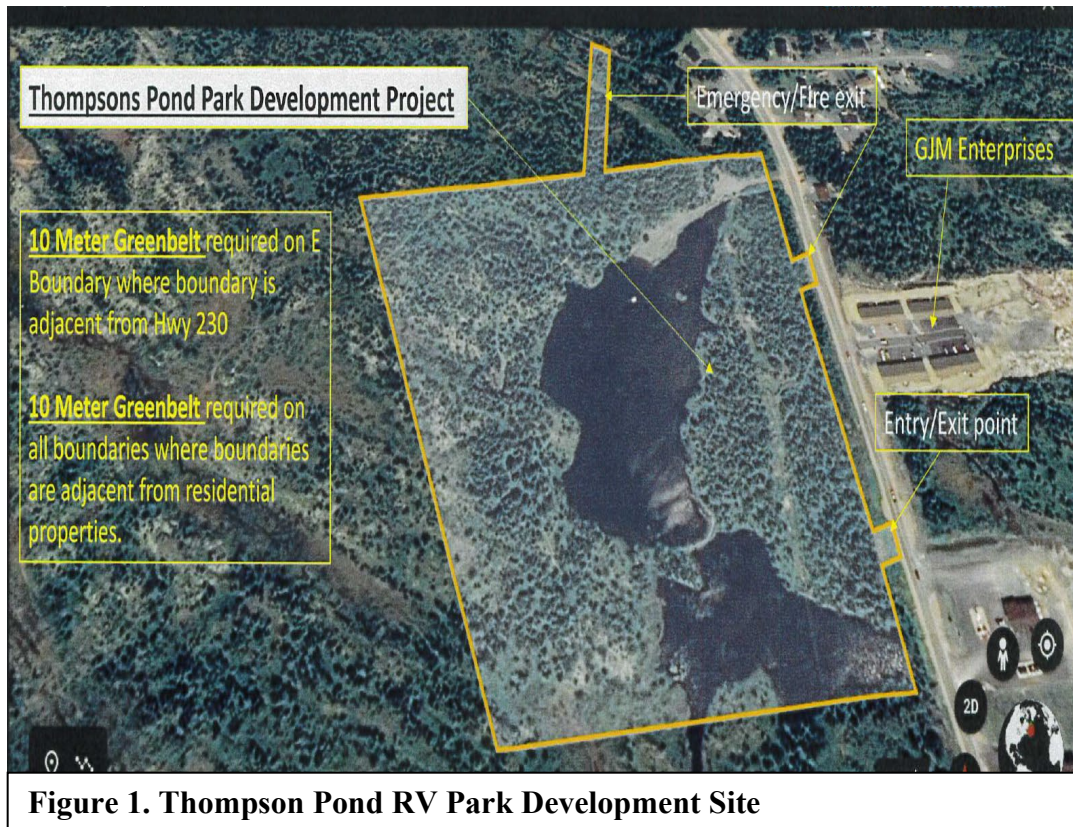 Thompsons Pond Park Development Project
Emergency/Fire exit
GJM Enterprises
10 Meter Greenbelt required on E
Boundary where boundary is
adjacent from Hwy 230
10 Meter Greenbelt required on
all boundaries where boundaries
are adjacent from residential
properties.
Entry/Exit point
2D
Figure 1. Thompson Pond RV Park Development Site